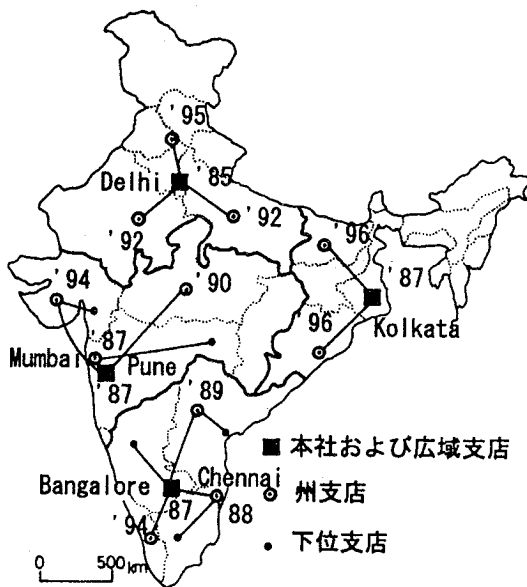 '95
Delhi
'85
'92
'92
'96
'94
'90
'87
Kolkata
'87
96
Mumbai
Pune
'87
'89
■ 本社および広域支店
Bangalore
Chennai
◎ 州支店
87
88
'94
• 下位支店
0 500km